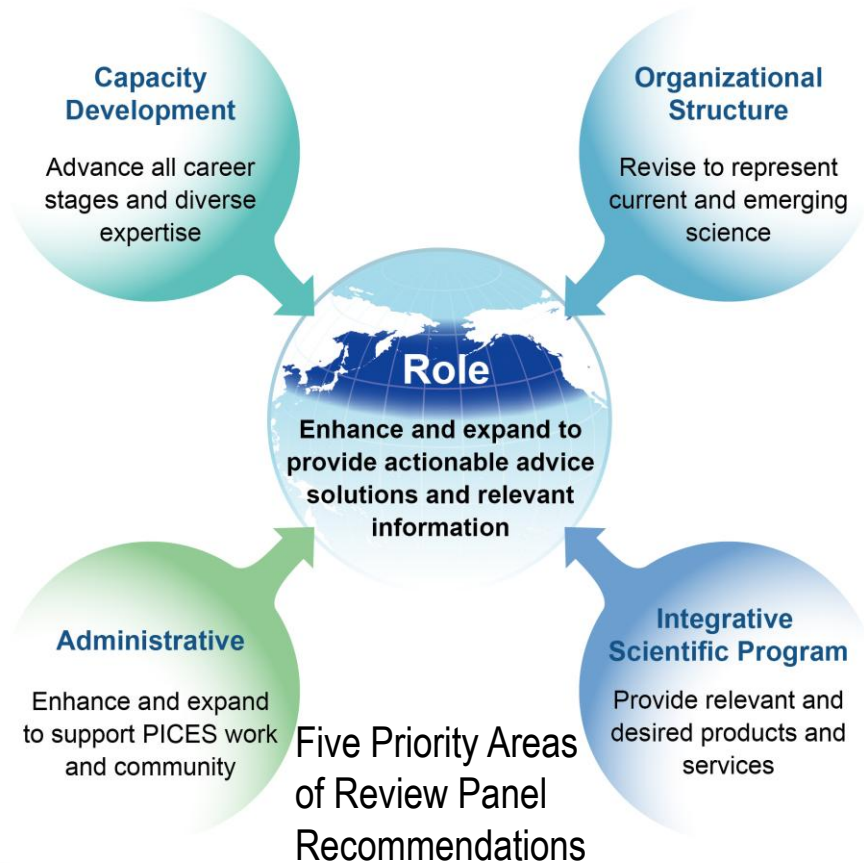 Capacity
Development
Advance all career
stages and diverse
expertise
Organizational
Structure
Revise to represent
current and emerging
science
Role
Enhance and expand to
provide actionable advice
solutions and relevant
information
Administrative
Enhance and expand
to support PICES work
and community
Integrative
Scientific Program
Provide relevant and
desired products and
services
Five Priority Areas
of Review Panel
Recommendations